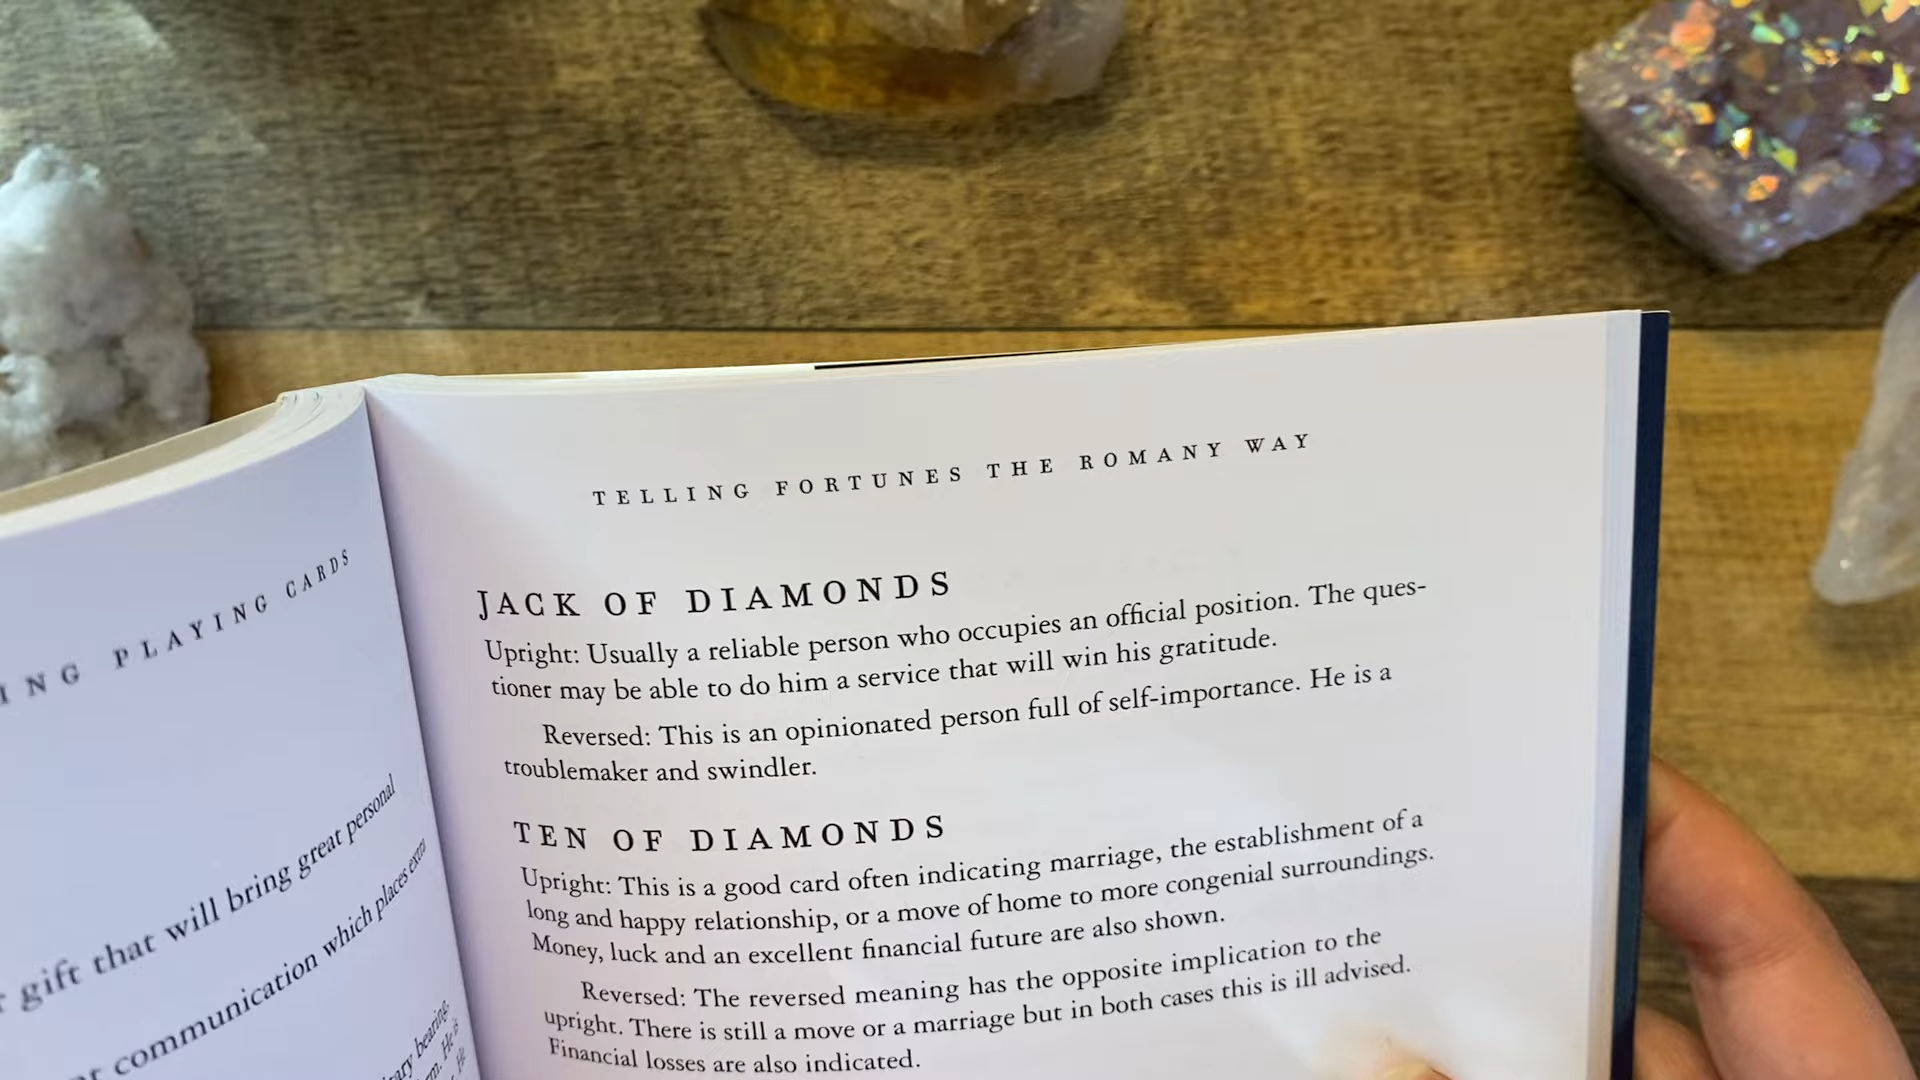 ING PLAYING CARDS
gift that will bring great personal
communication which places extra
bearing,
He is
He
TELLING FORTUNES THE ROMANY WAY
JACK OF DIAMONDS
Upright: Usually a reliable person who occupies an official position. The ques-
tioner may be able to do him a service that will win his gratitude.
Reversed: This is an opinionated person full of self-importance. He is a
troublemaker and swindler.
TEN OF DIAMONDS
Upright: This is a good card often indicating marriage, the establishment of a
long and happy relationship, or a move of home to more congenial surroundings.
Money, luck and an excellent financial future are also shown.
Reversed: The reversed meaning has the opposite implication to the
upright. There is still a move or a marriage but in both cases this is ill advised.
Financial losses are also indicated.